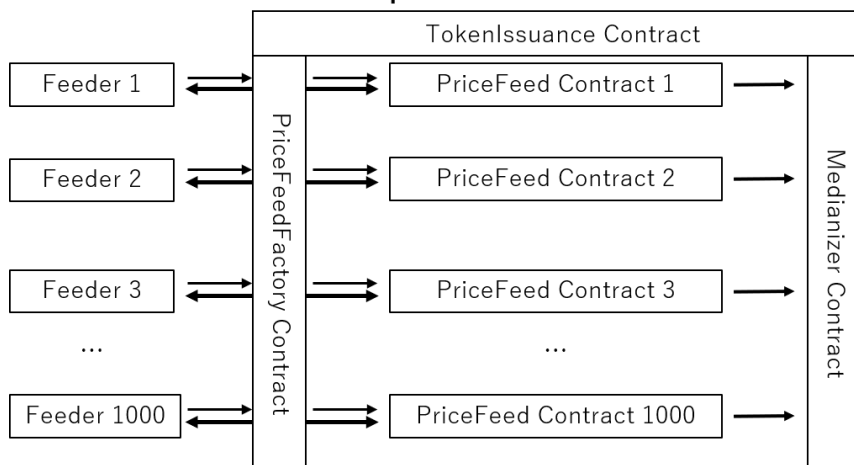 TokenIssuance Contract
Feeder 1
PriceFeed Contract 1
Feeder 2
PriceFeed Contract 2
Feeder 3
PriceFeed Contract 3
...
...
Feeder 1000
PriceFeed Contract 1000
PriceFeedFactory Contract
Medianizer Contract